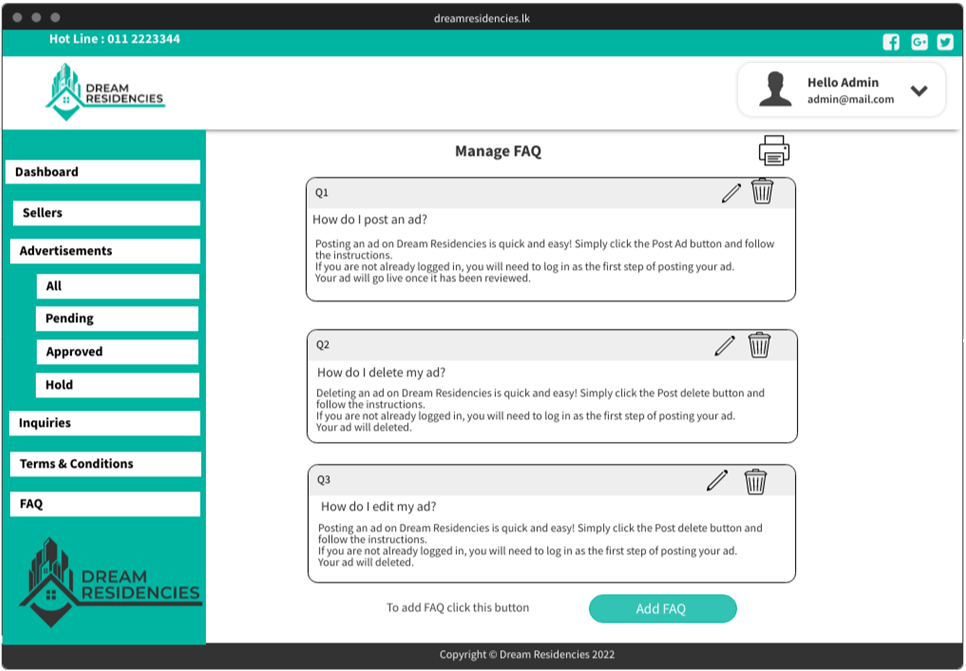 dreamresidencies.lk
Hot Line : 011 2223344
DREAM
RESIDENCIES
Hello Admin
admin@mail.com
Dashboard
Sellers
Advertisements
All
Pending
Approved
Hold
Inquiries
Terms & Conditions
FAQ
DREAM
RESIDENCIES
Manage FAQ
Q1
How do I post an ad?
Posting an ad on Dream Residencies is quick and easy! Simply click the Post Ad button and follow
the instructions.
If you are not already logged in, you will need to log in as the first step of posting your ad.
Your ad will go live once it has been reviewed.
Q2
How do I delete my ad?
Deleting an ad on Dream Residencies is quick and easy! Simply click the Post delete button and
follow the instructions.
If you are not already logged in, you will need to log in as the first step of posting your ad.
Your ad will deleted.
Q3
How do I edit my ad?
Posting an ad on Dream Residencies is quick and easy! Simply click the Post delete button and
follow the instructions.
If you are not already logged in, you will need to log in as the first step of posting your ad.
Your ad will deleted.
To add FAQ click this button
Add FAQ
Copyright © Dream Residencies 2022